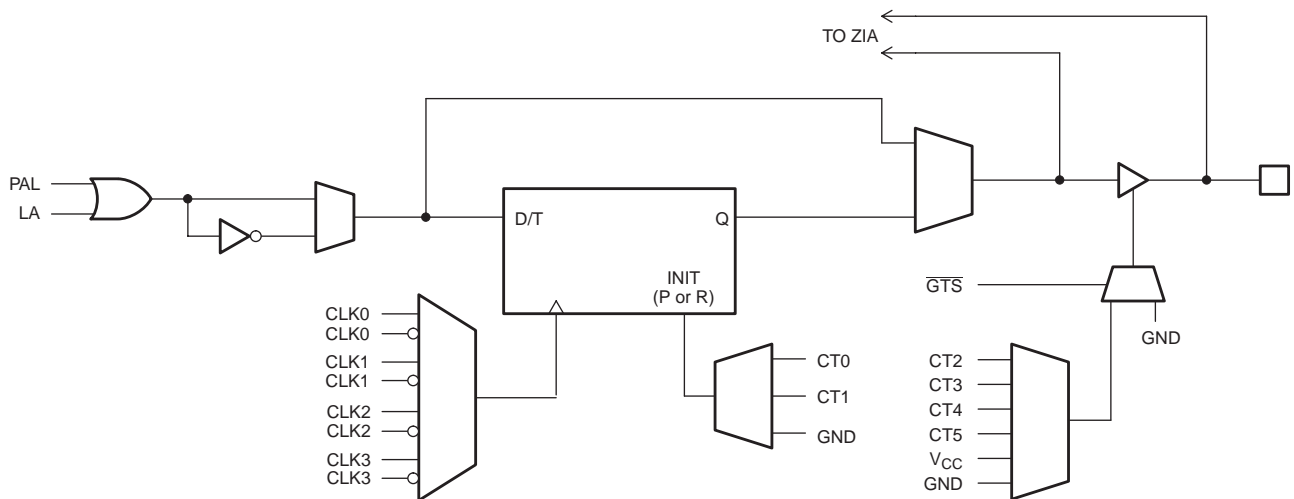 TO ZIA
PAL
LA
D/T
Q
INIT
(P or R)
GTS
GND
CLK0
CLK0
CLK1
CLK1
CLK2
CLK2
CLK3
CLK3
CT0
CT1
GND
CT2
CT3
CT4
CT5
VCC
GND